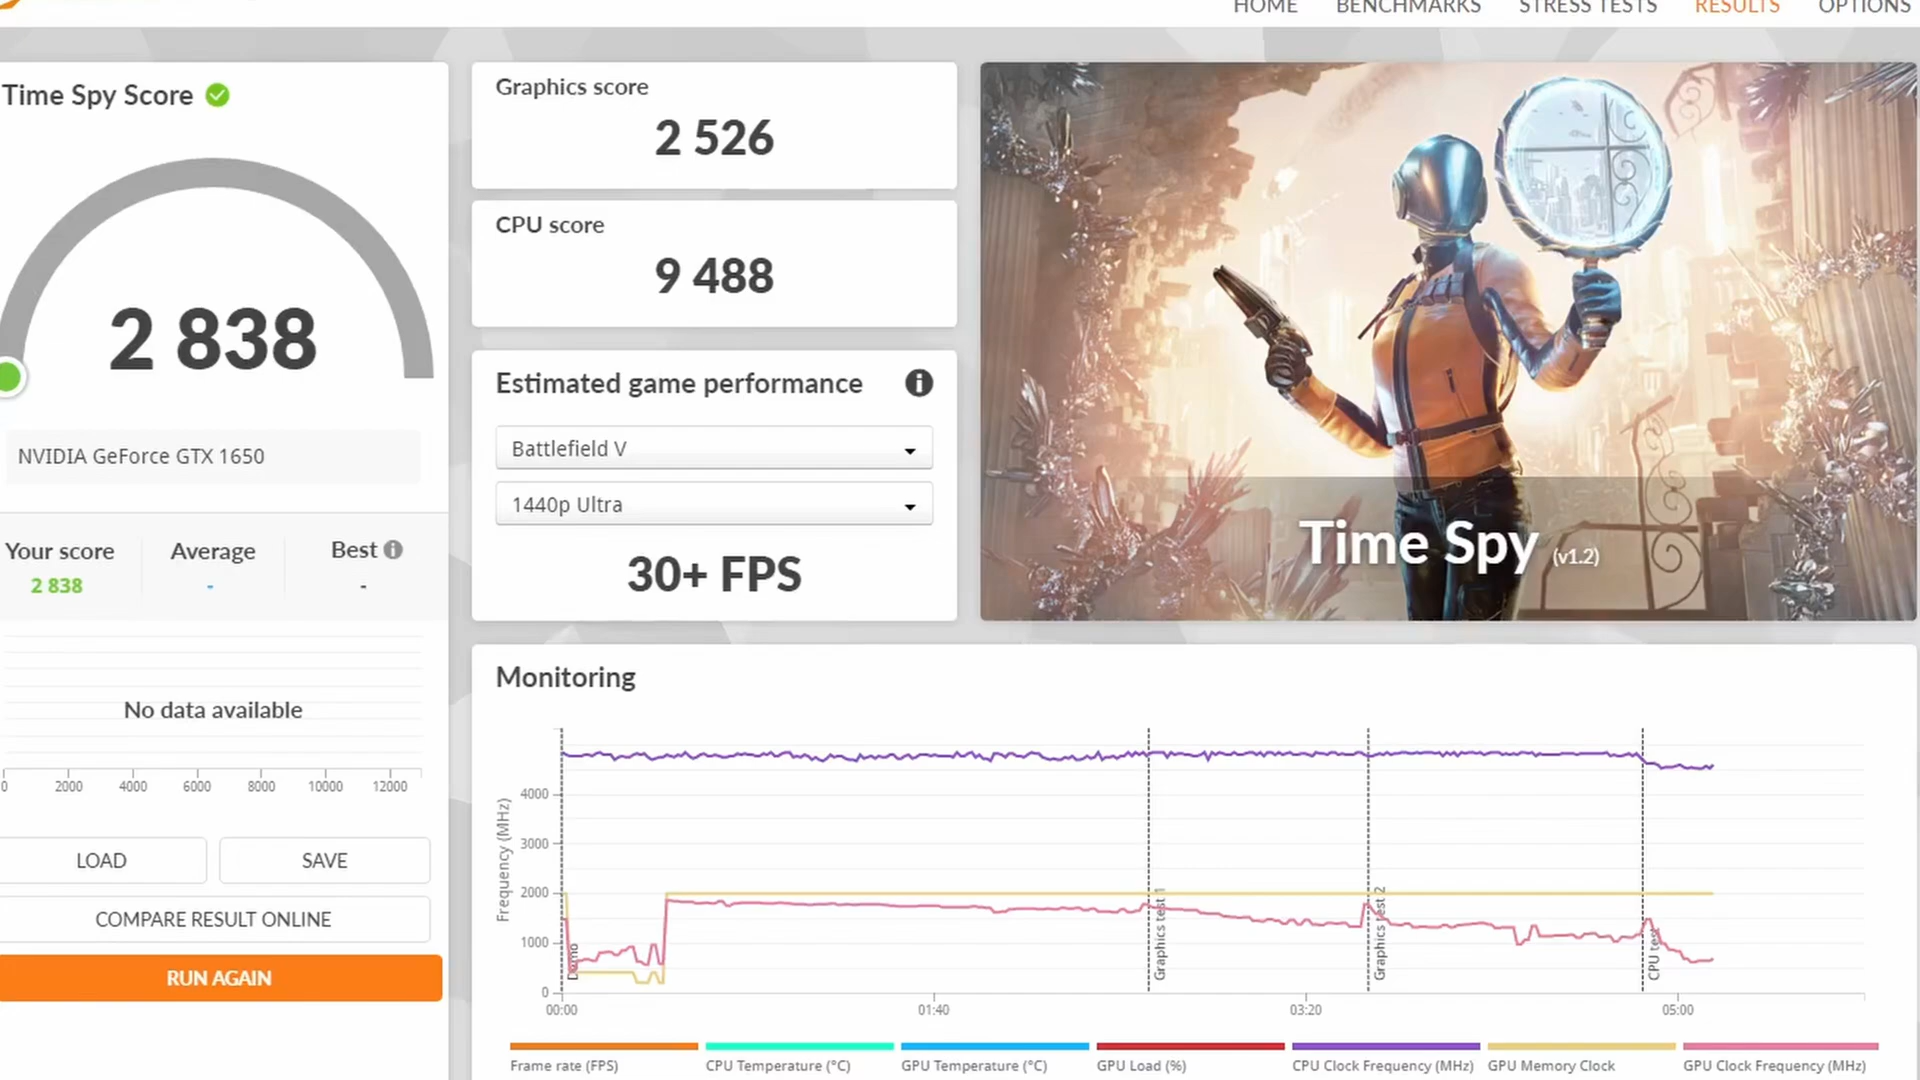 HOME BENCHMARKS STRESS TESTS RESULTS OPTIONS
Time Spy Score
2 838
NVIDIA GeForce GTX 1650
Your score Average Best
2 838 - -
No data available
0 2000 4000 6000 8000 10000 12000
LOAD SAVE
COMPARE RESULT ONLINE
RUN AGAIN
Graphics score
2 526
CPU score
9 488
Estimated game performance
Battlefield V
1440p Ultra
30+ FPS
Time Spy (v1.2)
Monitoring
Frequency (MHz)
4000
3000
2000
1000
0
Demo
Graphics test 1
Graphics test 2
CPU test
00:00 01:40 03:20 05:00
Frame rate (FPS) CPU Temperature (°C) GPU Temperature (°C) GPU Load (%) CPU Clock Frequency (MHz) GPU Memory Clock GPU Clock Frequency (MHz)